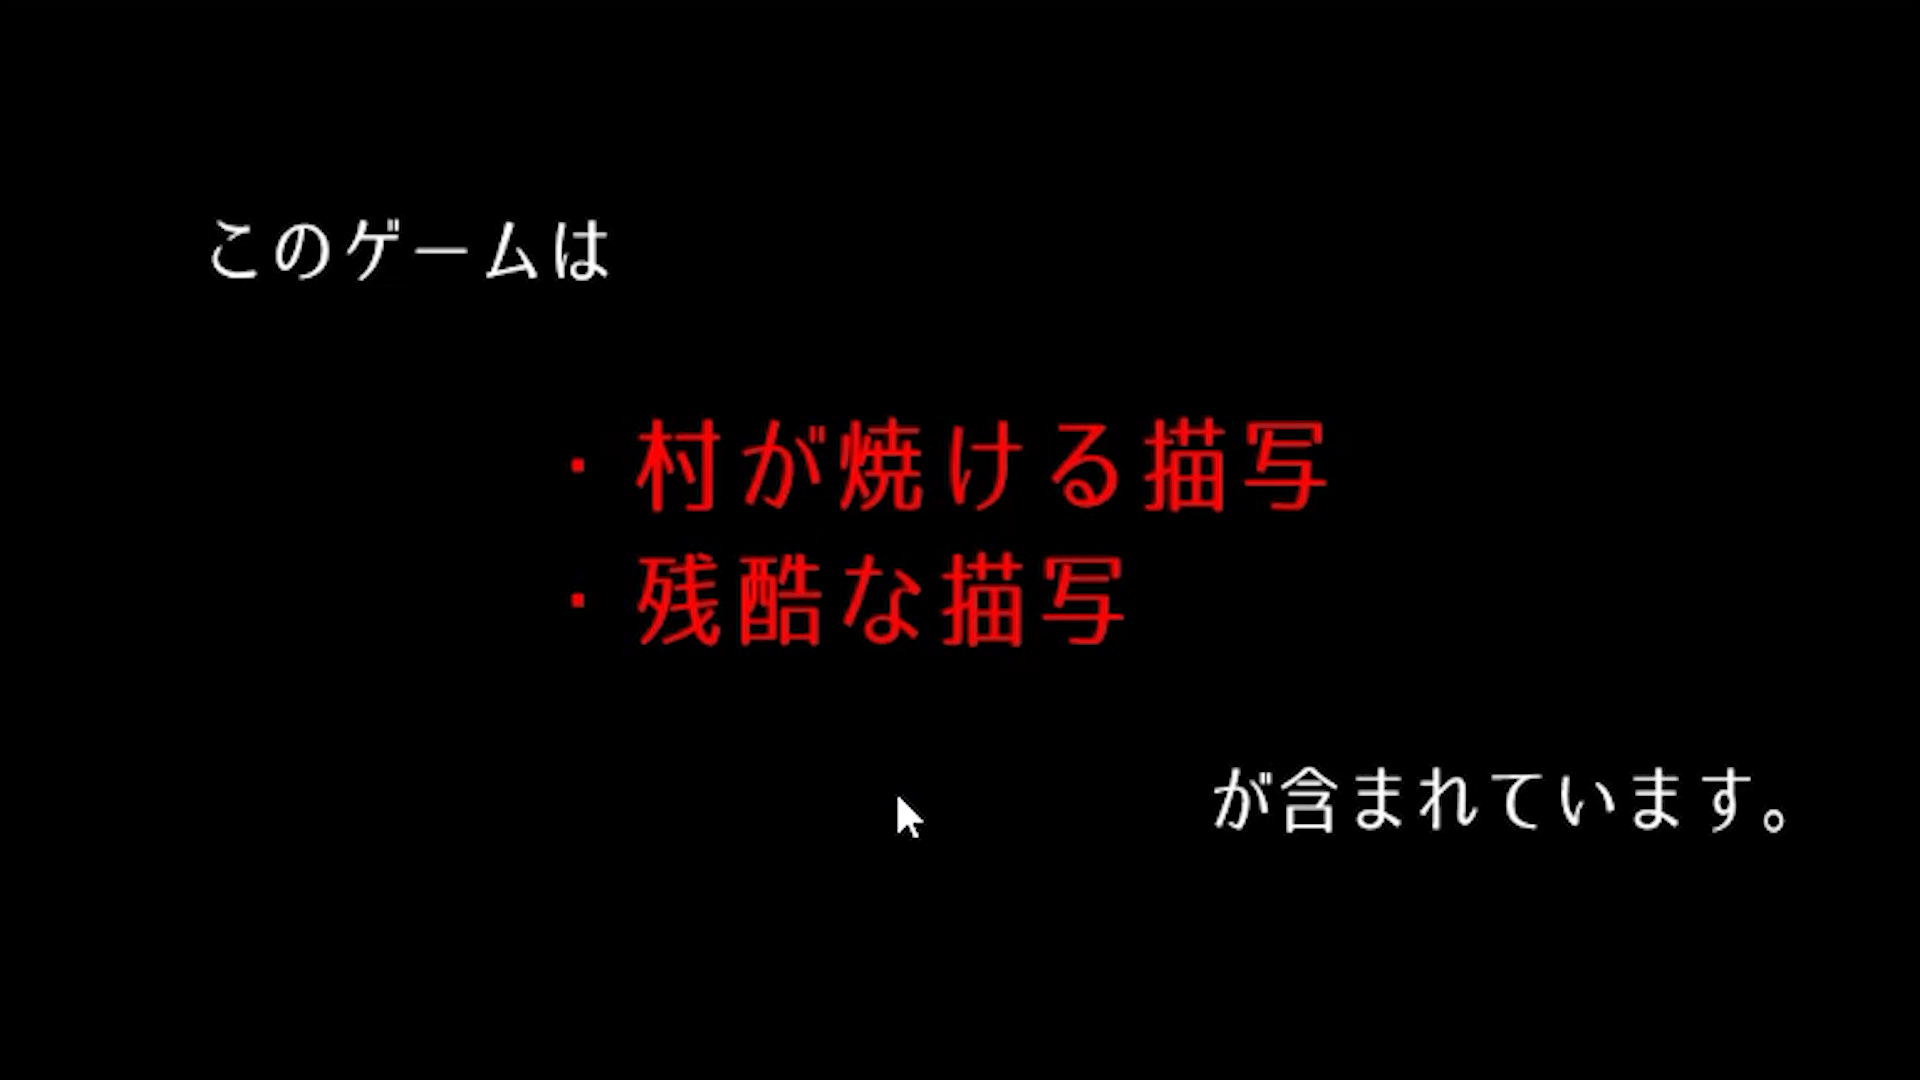 このゲームは
・村が焼ける描写
・残酷な描写
が含まれています。